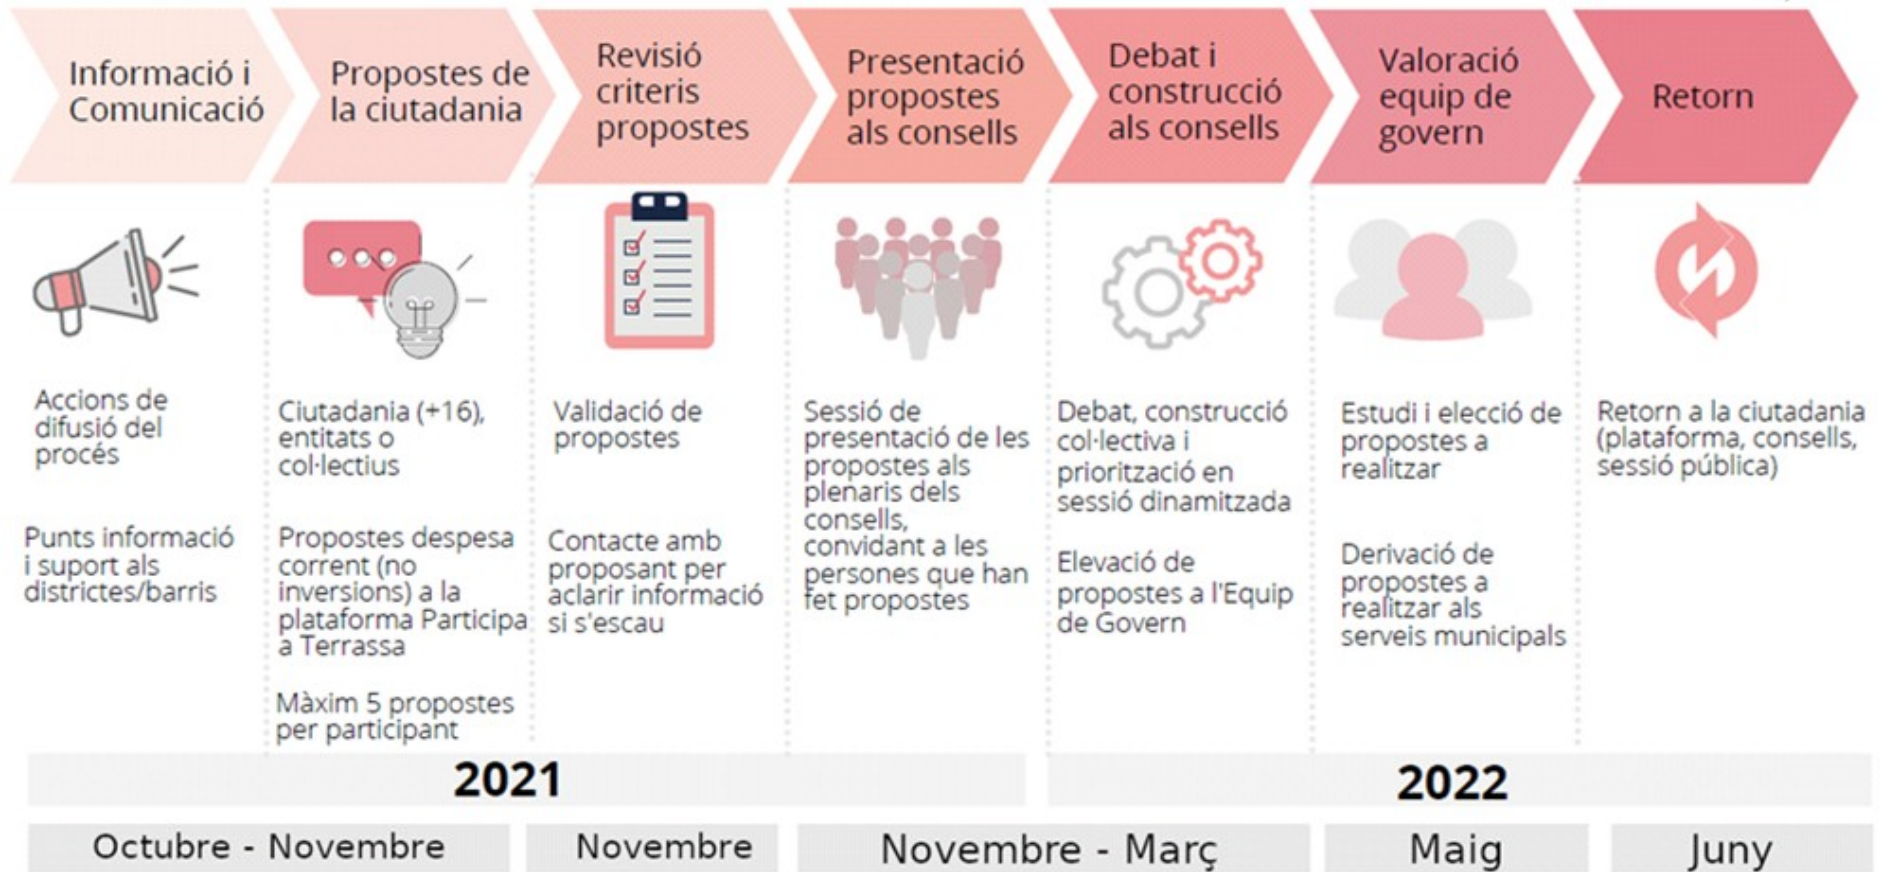 Informació i
Comunicació
Propostes de
la ciutadania
Revisió
criteris
propostes
Presentació
propostes
als consells
Debat i
construcció
als consells
Valoració
equip de
govern
Retorn
Accions de
difusió del
procés
Punts informació
i suport als
districtes/barris
Ciutadania (+16),
entitats o
col·lectius
Propostes despesa
corrent (no
inversions) a la
plataforma Participa
a Terrassa
Màxim 5 propostes
per participant
Validació de
propostes
Contacte amb
proposant per
aclarir informació
si s'escau
Sessió de
presentació de les
propostes als
plenaris dels
consells,
convidant a les
persones que han
fet propostes
Debat, construcció
col·lectiva i
priorització en
sessió dinamitzada
Elevació de
propostes a l'Equip
de Govern
Estudi i elecció de
propostes a
realitzar
Derivació de
propostes a
realitzar als
serveis municipals
Retorn a la ciutadania
(plataforma, consells,
sessió pública)
2021
2022
Octubre - Novembre
Novembre
Novembre - Març
Maig
Juny